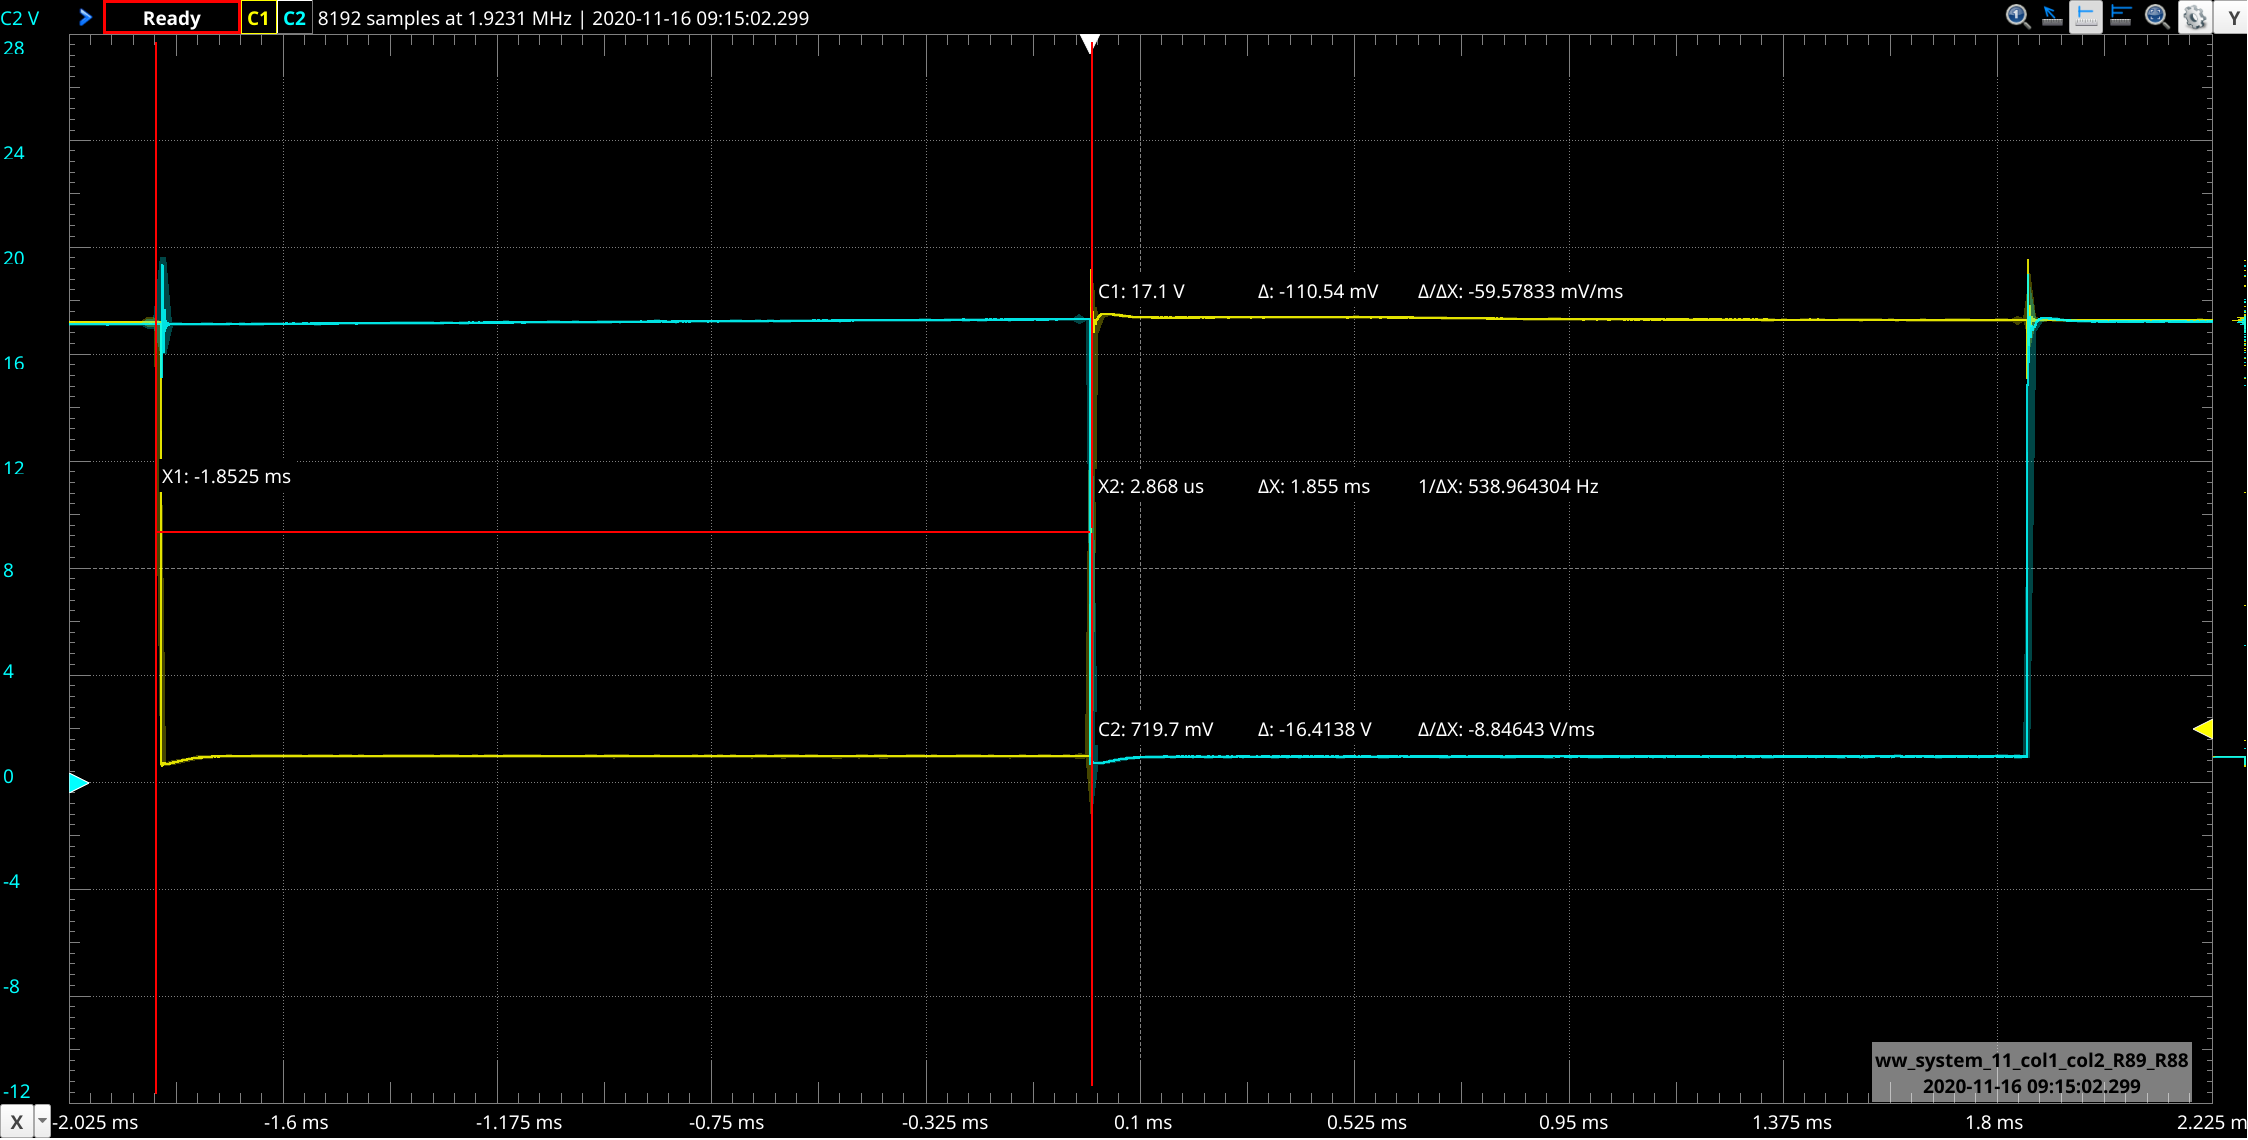 C2 V Ready C1 C2 8192 samples at 1.9231 MHz | 2020-11-16 09:15:02.299 Y
28
24
20
C1: 17.1 V Δ: -110.54 mV Δ/ΔX: -59.57833 mV/ms
16
12
X1: -1.8525 ms
X2: 2.868 us ΔX: 1.855 ms 1/ΔX: 538.964304 Hz
8
4
C2: 719.7 mV Δ: -16.4138 V Δ/ΔX: -8.84643 V/ms
0
-4
-8
ww_system_11_col1_col2_R89_R88
2020-11-16 09:15:02.299
-12
X -2.025 ms -1.6 ms -1.175 ms -0.75 ms -0.325 ms 0.1 ms 0.525 ms 0.95 ms 1.375 ms 1.8 ms 2.225 m